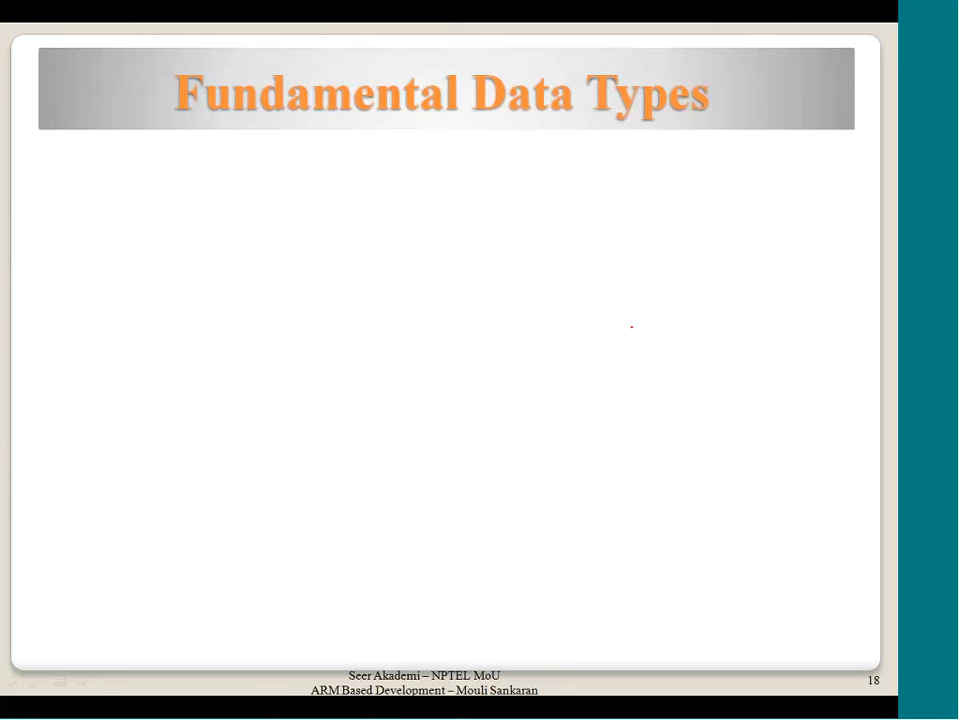 Fundamental Data Types
Seer Akademi – NPTEL MoU
ARM Based Development – Mouli Sankaran
18